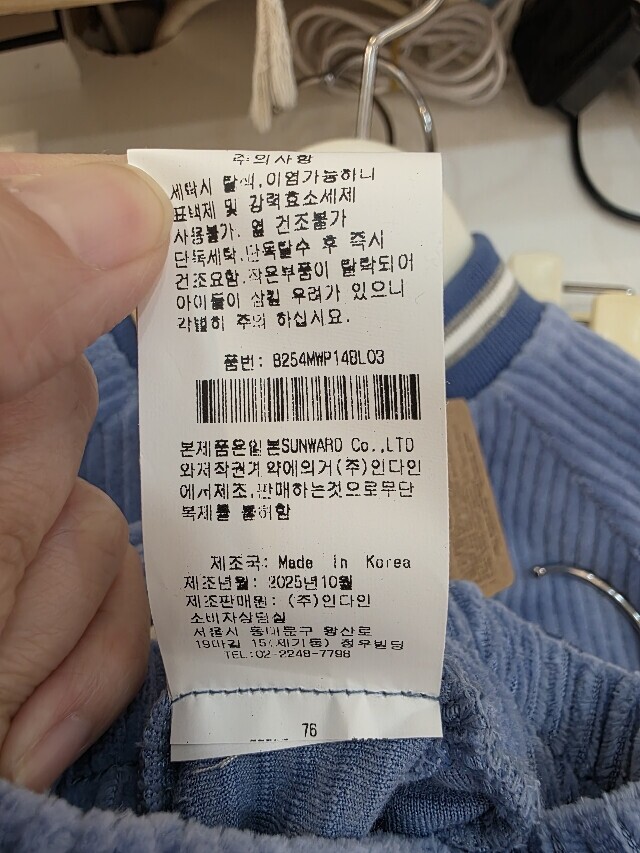 주의사항
세탁시 탈색,이염가능하니
표백제 및 강력효소세제
사용불가. 열 건조불가
단독세탁,단독탈수 후 즉시
건조요함.작은부품이 탈락되어
아이들이 삼킬 우려가 있으니
각별히 주의 하십시요.
품번: B254MWP14BL03
본제품은일본SUNWARD Co.,LTD
와저작권계약에의거(주)인다인
에서제조,판매하는것으로무단
복제를 불허함
제조국: Made in Korea
제조년월: 2025년10월
제조판매원: (주)인다인
소비자상담실
서울시 동대문구 왕산로
19마길 15(제기동) 정우빌딩
TEL:02-2249-7798
76